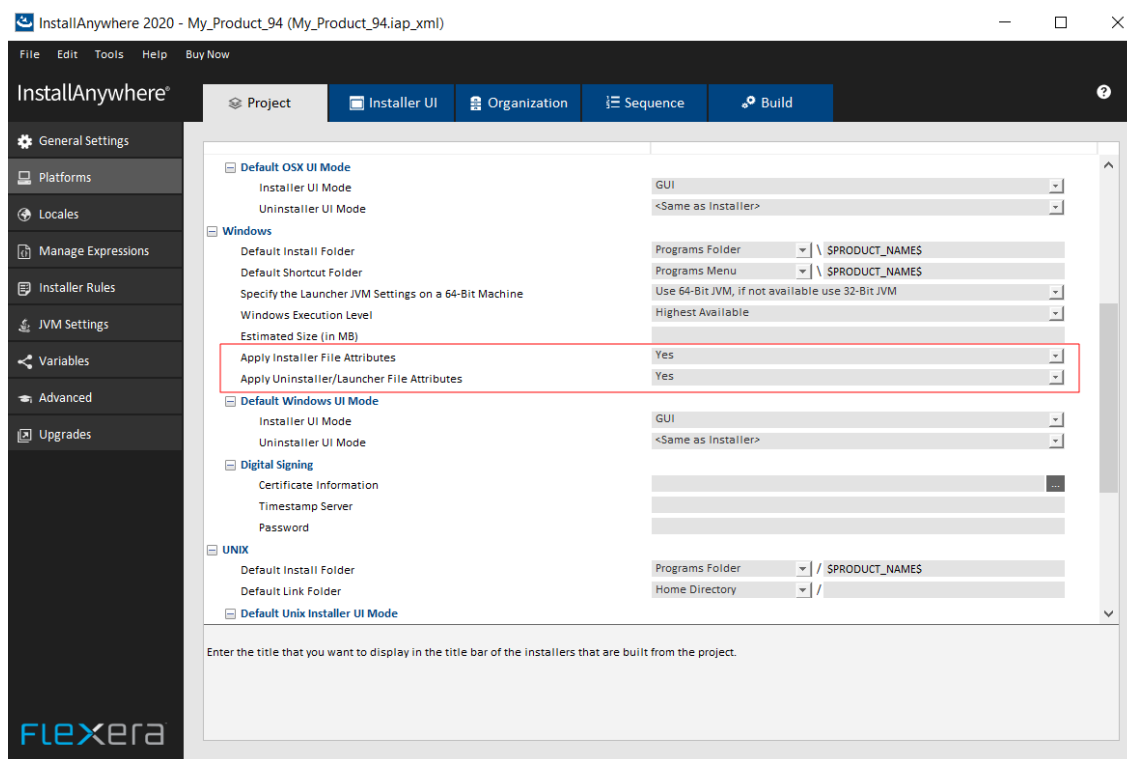 InstallAnywhere 2020 - My_Product_94 (My_Product_94.iap_xml)
File Edit Tools Help Buy Now
InstallAnywhere®
Project Installer UI Organization Sequence Build
General Settings
Platforms
Locales
Manage Expressions
Installer Rules
JVM Settings
Variables
Advanced
Upgrades
Default OSX UI Mode
Installer UI Mode GUI
Uninstaller UI Mode <Same as Installer>
Windows
Default Install Folder Programs Folder \ $PRODUCT_NAME$
Default Shortcut Folder Programs Menu \ $PRODUCT_NAME$
Specify the Launcher JVM Settings on a 64-Bit Machine Use 64-Bit JVM, if not available use 32-Bit JVM
Windows Execution Level Highest Available
Estimated Size (in MB)
Apply Installer File Attributes Yes
Apply Uninstaller/Launcher File Attributes Yes
Default Windows UI Mode
Installer UI Mode GUI
Uninstaller UI Mode <Same as Installer>
Digital Signing
Certificate Information ...
Timestamp Server
Password
UNIX
Default Install Folder Programs Folder / $PRODUCT_NAME$
Default Link Folder Home Directory /
Default Unix Installer UI Mode
Enter the title that you want to display in the title bar of the installers that are built from the project.
Flexera